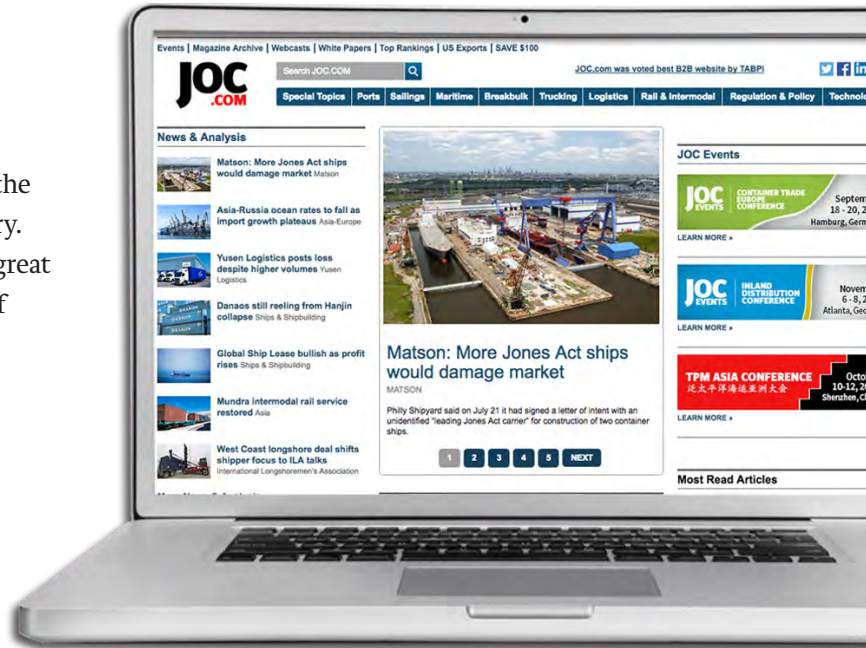 the
ry.
great
f
Events | Magazine Archive | Webcasts | White Papers | Top Rankings | US Exports | SAVE $100
JOC
.COM
Search JOC.COM
JOC.com was voted best B2B website by TABPI
Special Topics Ports Sailings Maritime Breakbulk Trucking Logistics Rail & Intermodal Regulation & Policy Technolo
News & Analysis
Matson: More Jones Act ships
would damage market Matson
Asia-Russia ocean rates to fall as
import growth plateaus Asia-Europe
Yusen Logistics posts loss
despite higher volumes Yusen
Logistics
Danaos still reeling from Hanjin
collapse Ships & Shipbuilding
Global Ship Lease bullish as profit
rises Ships & Shipbuilding
Mundra intermodal rail service
restored Asia
West Coast longshore deal shifts
shipper focus to ILA talks
International Longshoremen's Association
Matson: More Jones Act ships
would damage market
MATSON
Philly Shipyard said on July 21 it had signed a letter of intent with an
unidentified "leading Jones Act carrier" for construction of two container
ships.
1 2 3 4 5 NEXT
JOC Events
JOC
EVENTS
CONTAINER TRADE
EUROPE
CONFERENCE
Septem
18 - 20, 2
Hamburg, Germ
LEARN MORE »
JOC
EVENTS
INLAND
DISTRIBUTION
CONFERENCE
Novem
6 - 8, 2
Atlanta, Geo
LEARN MORE »
TPM ASIA CONFERENCE
泛太平洋海运亚洲大会
Octo
10-12, 20
Shenzhen, C
LEARN MORE »
Most Read Articles